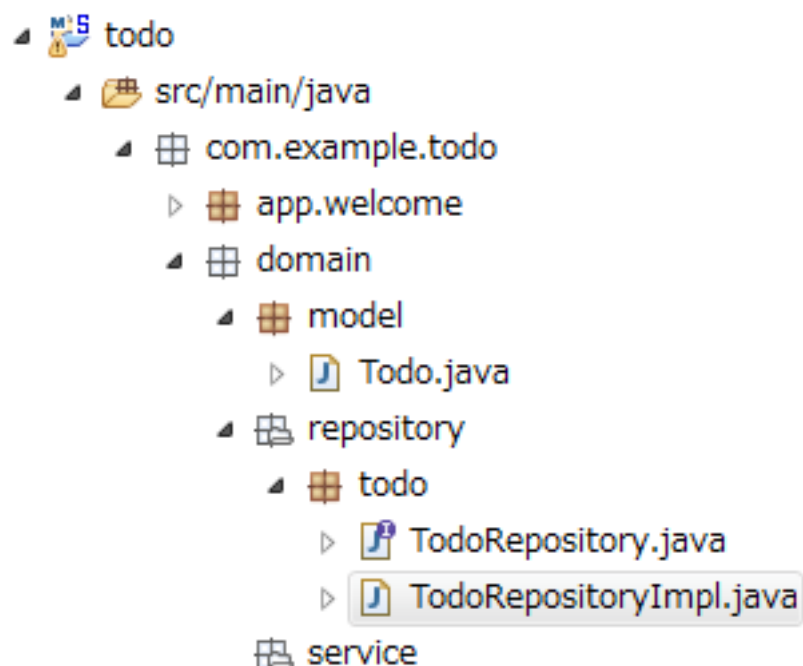 todo
src/main/java
com.example.todo
app.welcome
domain
model
Todo.java
repository
todo
TodoRepository.java
TodoRepositoryImpl.java
service